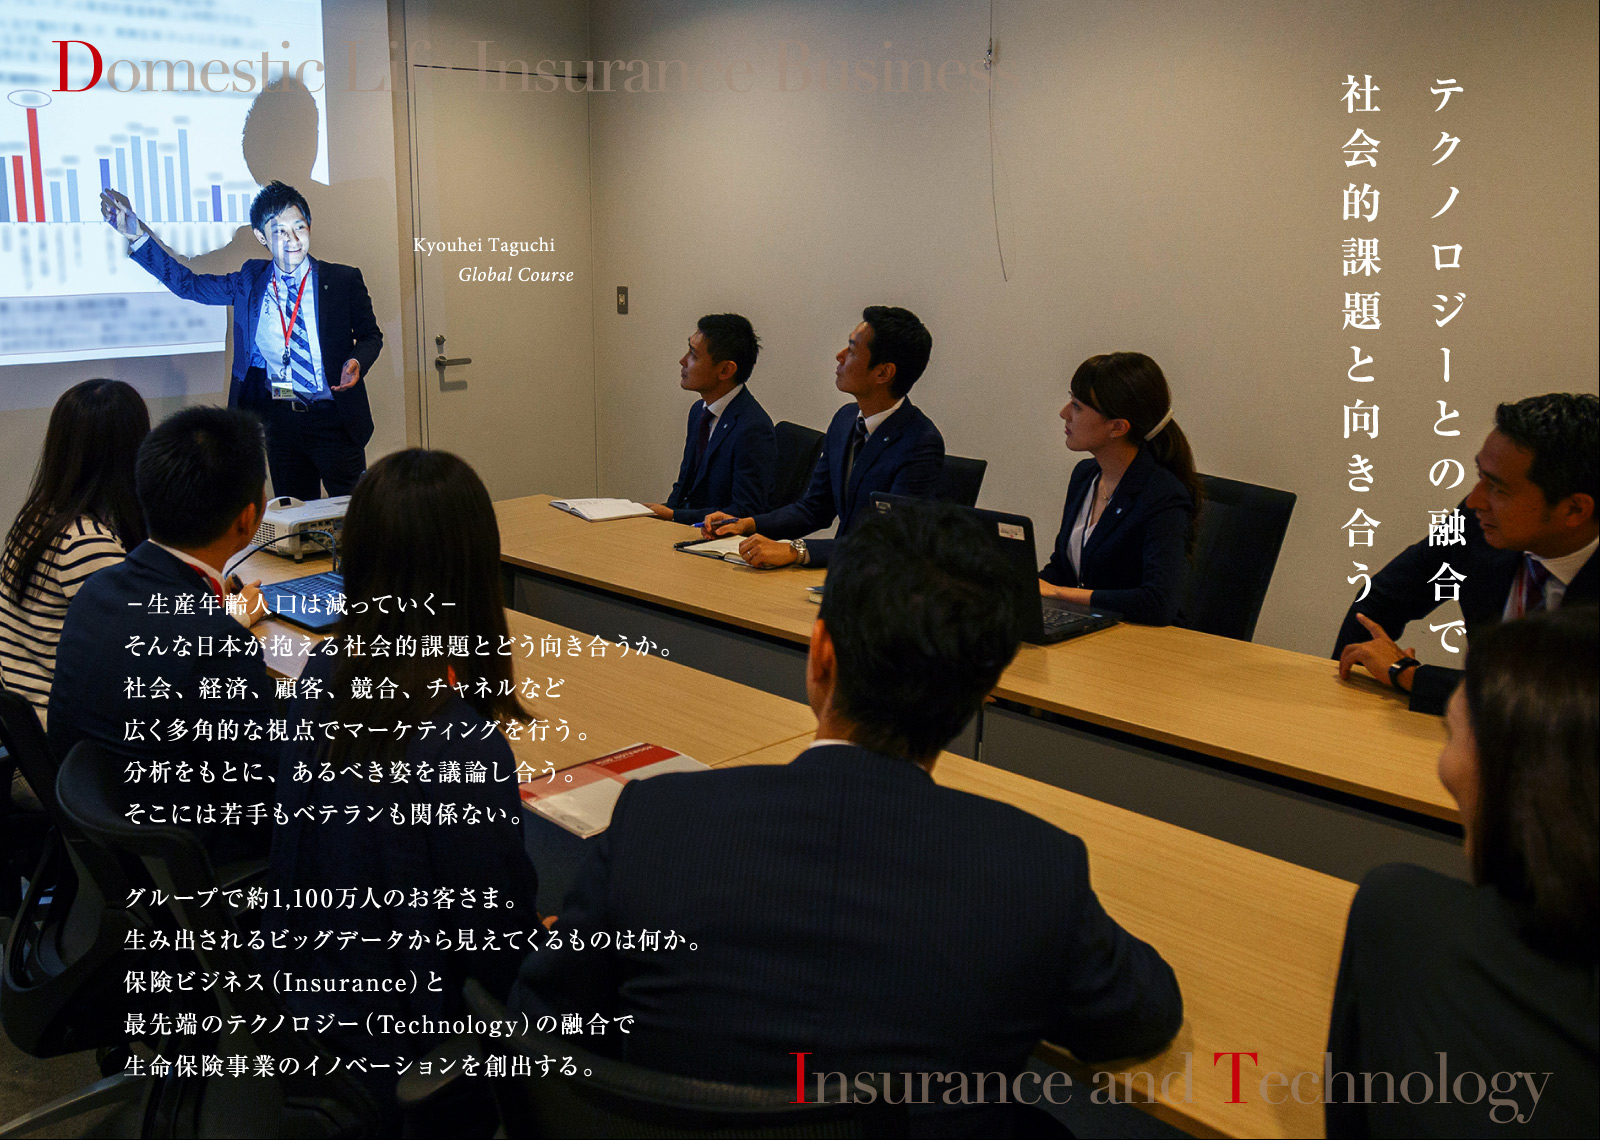 Domestic Life Insurance Business
テクノロジーとの融合で
社会的課題と向き合う
Kyouhei Taguchi
Global Course
−生産年齢人口は減っていく−
そんな日本が抱える社会的課題とどう向き合うか。
社会、経済、顧客、競合、チャネルなど
広く多角的な視点でマーケティングを行う。
分析をもとに、あるべき姿を議論し合う。
そこには若手もベテランも関係ない。
グループで約1,100万人のお客さま。
生み出されるビッグデータから見えてくるものは何か。
保険ビジネス（Insurance）と
最先端のテクノロジー（Technology）の融合で
生命保険事業のイノベーションを創出する。
Insurance and Technology